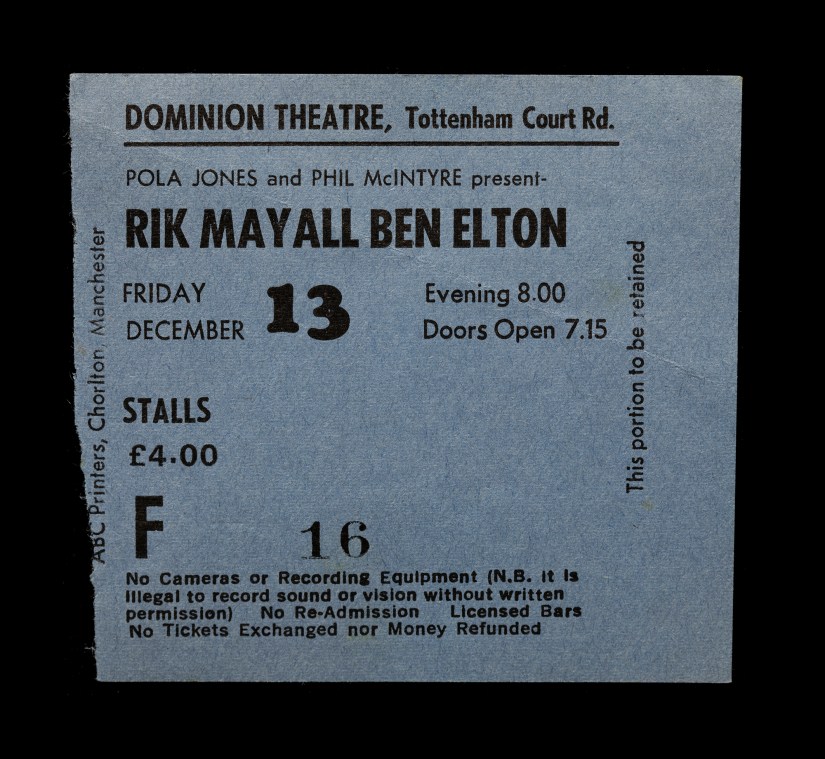 DOMINION THEATRE, Tottenham Court Rd.
POLA JONES and PHIL McINTYRE present-
RIK MAYALL BEN ELTON
FRIDAY
DECEMBER
13
Evening 8.00
Doors Open 7.15
STALLS
£4.00
F 16
No Cameras or Recording Equipment (N.B. it is
illegal to record sound or vision without written
permission) No Re-Admission Licensed Bars
No Tickets Exchanged nor Money Refunded
ABC Printers, Chorlton, Manchester
This portion to be retained